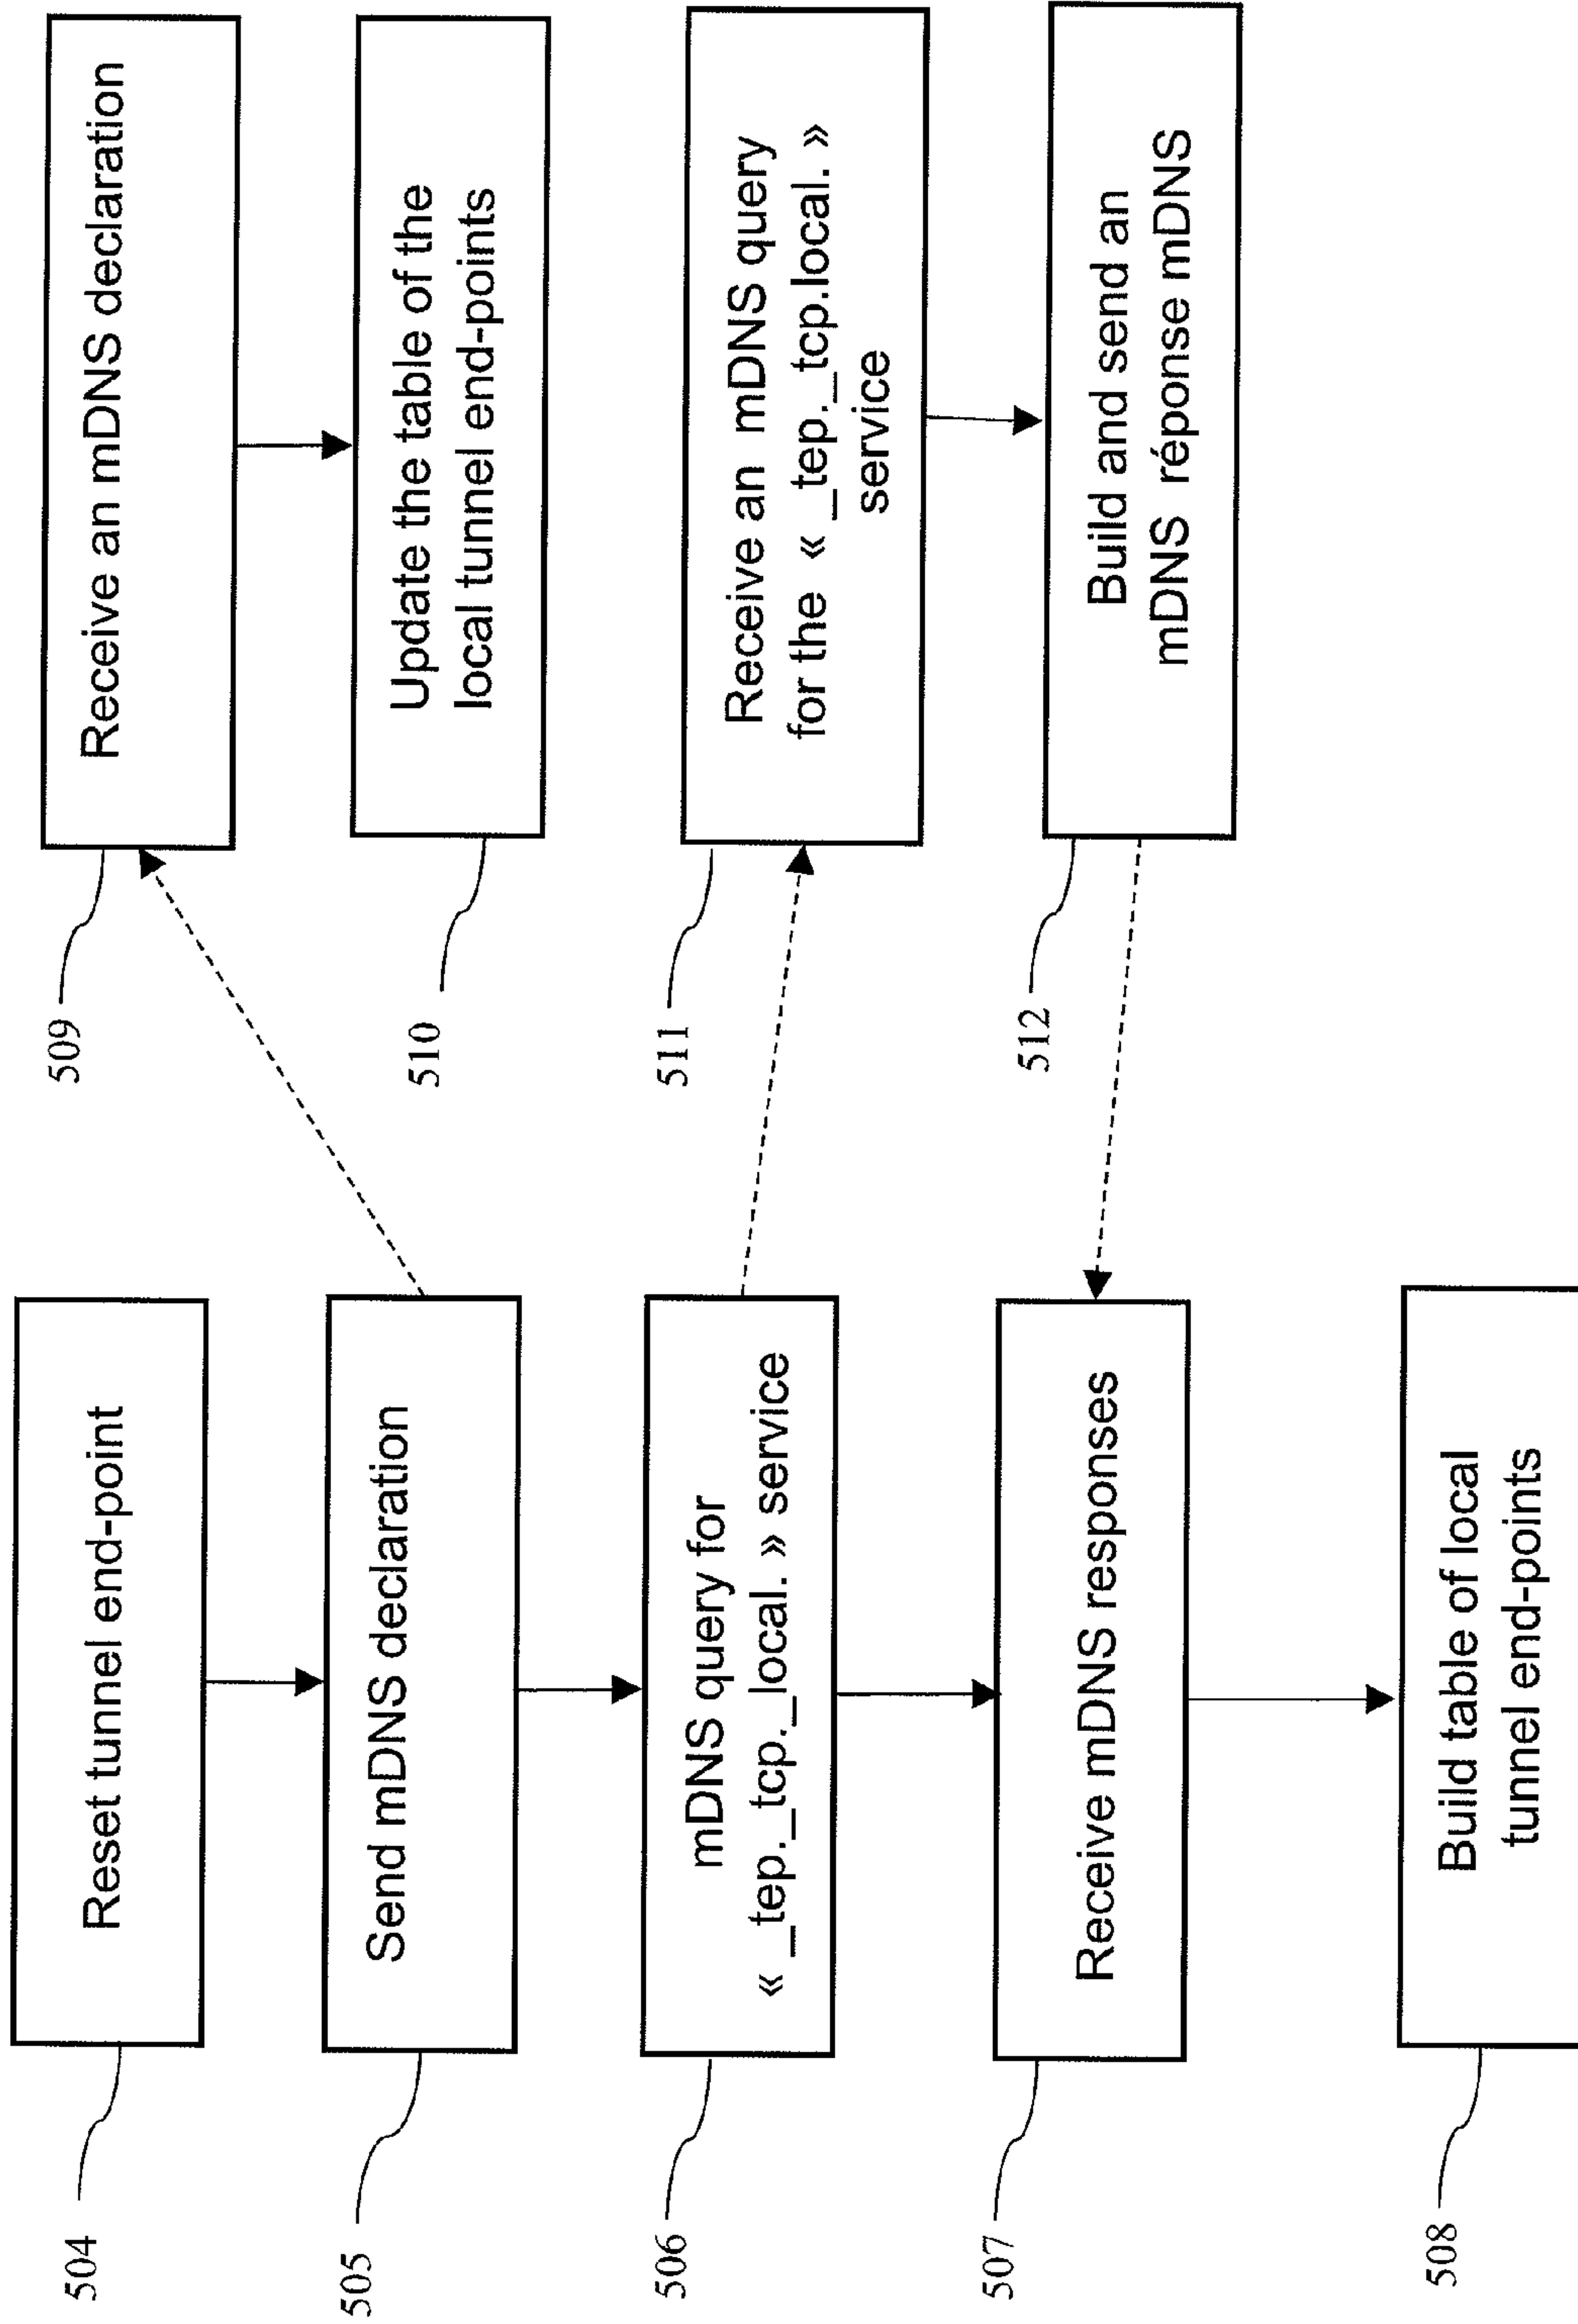 504
Reset tunnel end-point
505
Send mDNS declaration
506
mDNS query for
« _tep._tcp._local. » service
507
Receive mDNS responses
508
Build table of local
tunnel end-points
509
Receive an mDNS declaration
510
Update the table of the
local tunnel end-points
511
Receive an mDNS query
for the « _tep._tcp.local. »
service
512
Build and send an
mDNS réponse mDNS